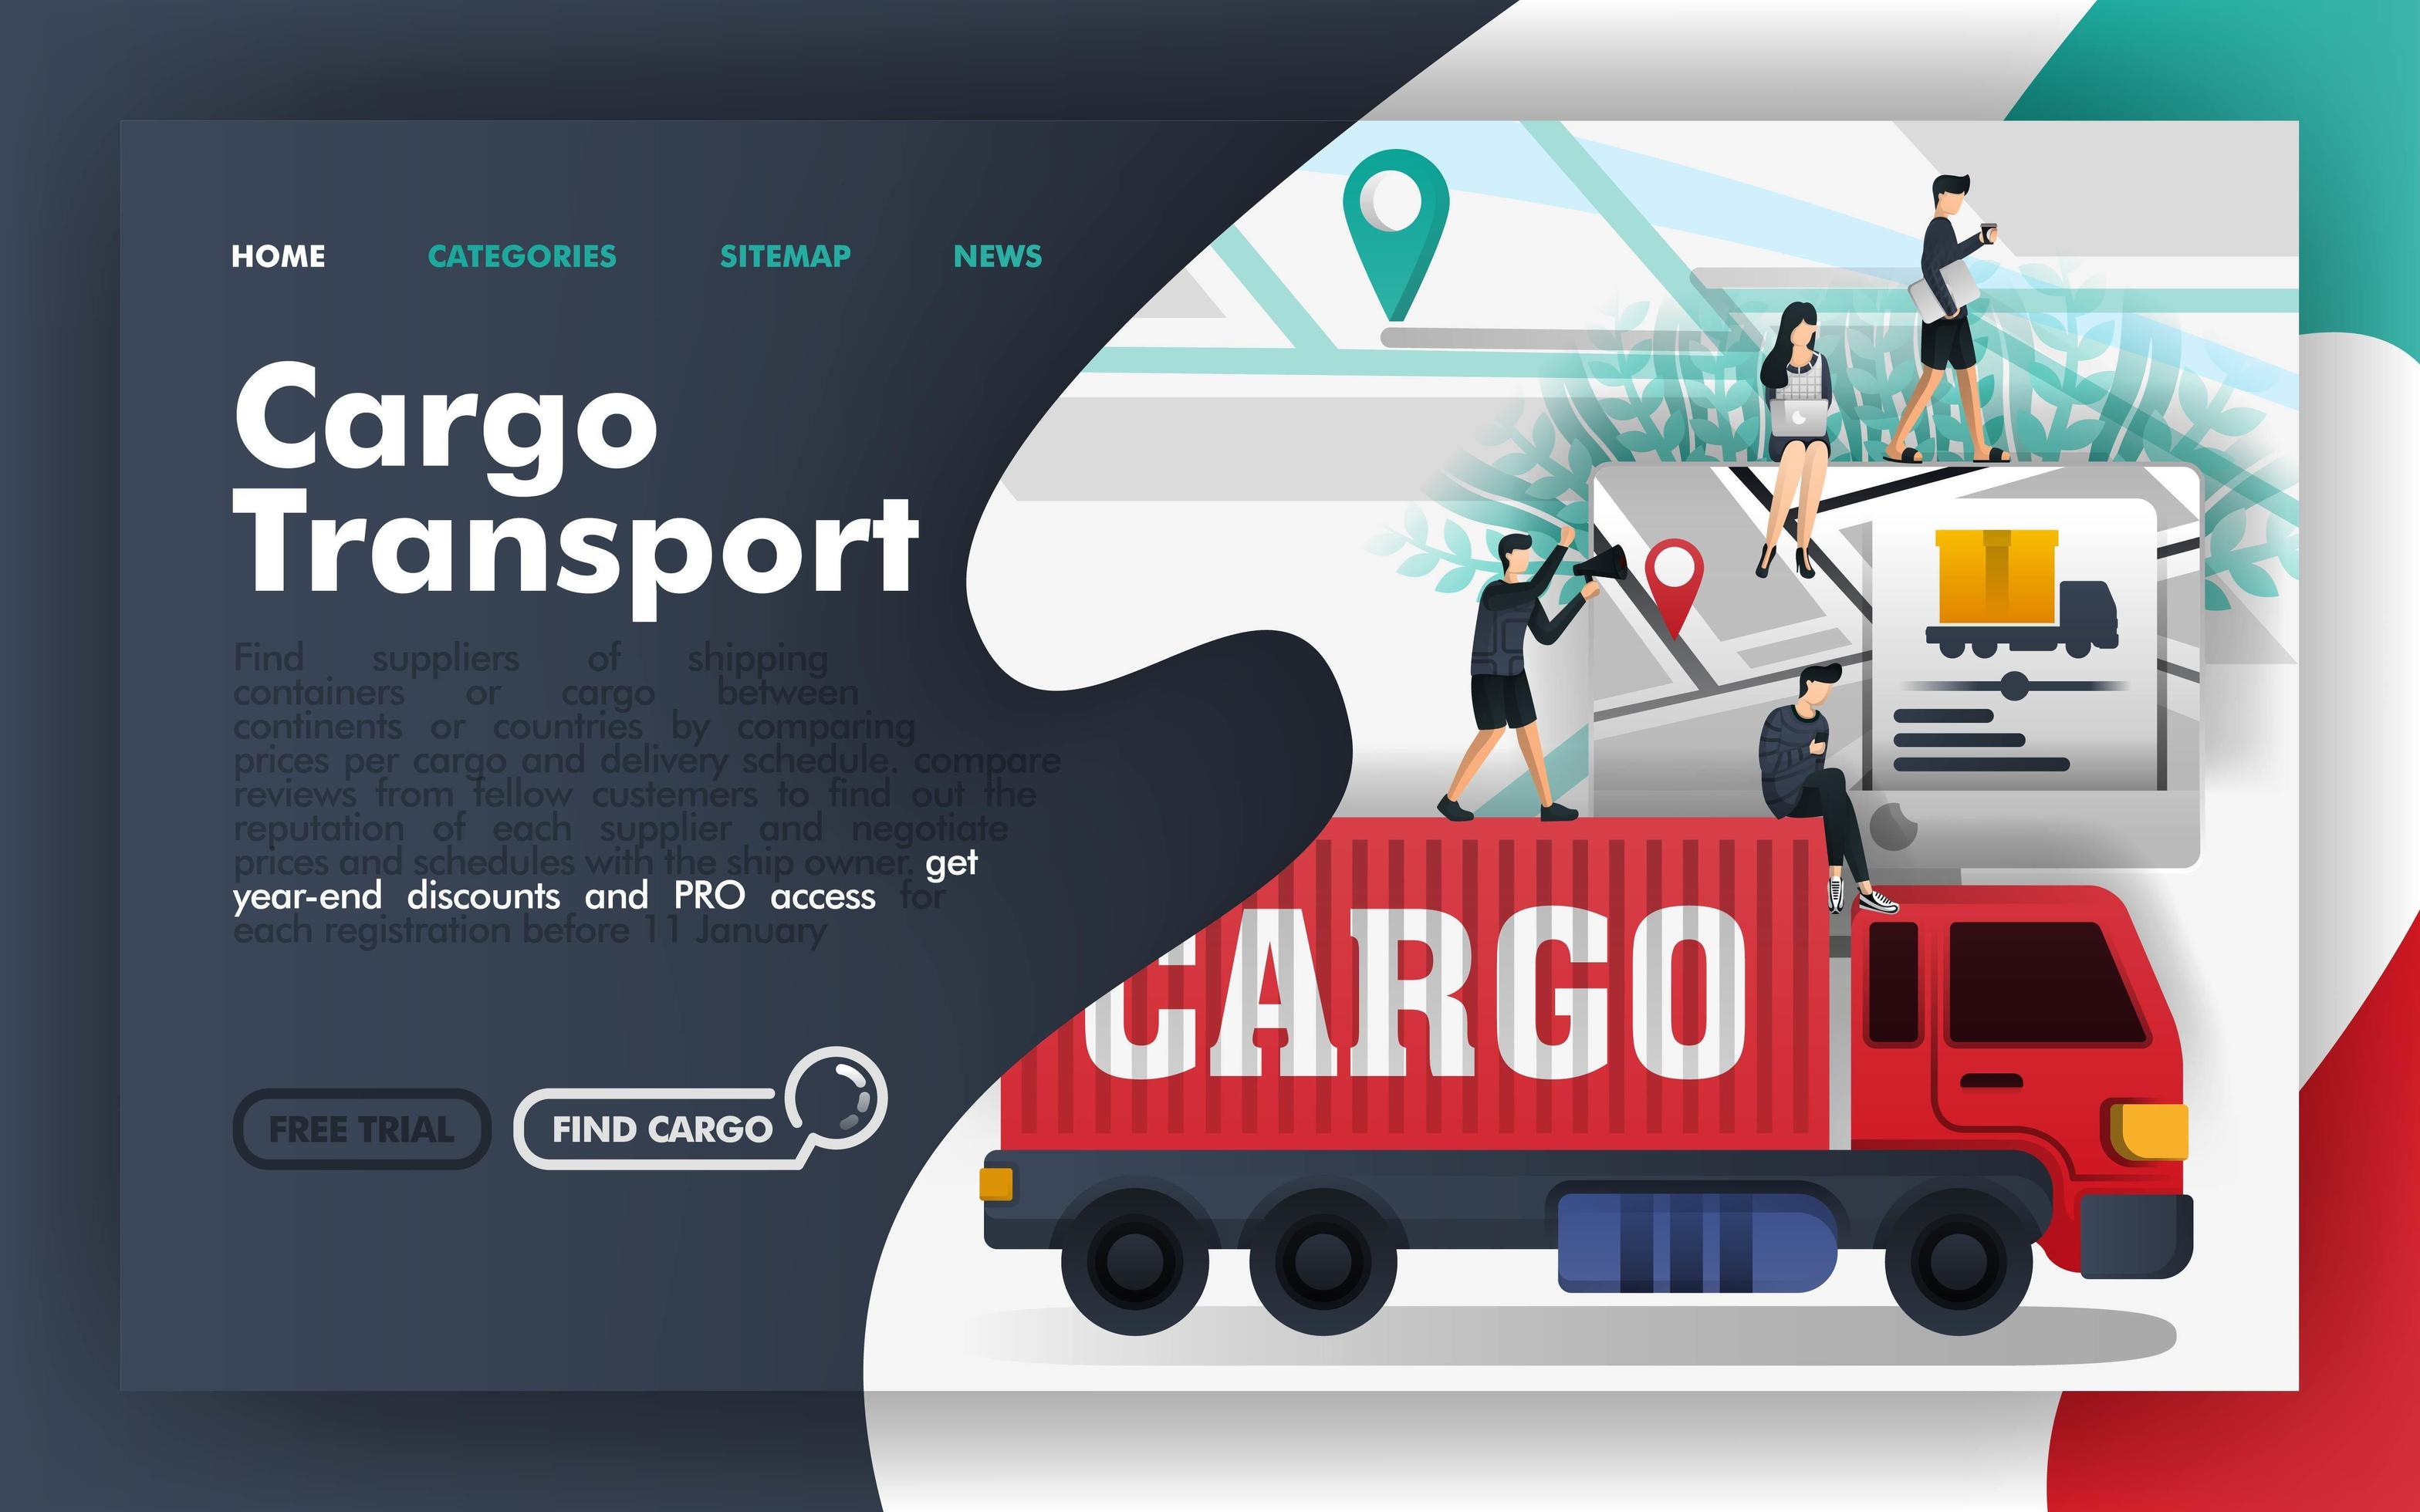 HOME CATEGORIES SITEMAP NEWS
Cargo
Transport
Find suppliers of shipping
containers or cargo between
continents or countries by comparing
prices per cargo and delivery schedule. compare
reviews from fellow custemers to find out the
reputation of each supplier and negotiate
prices and schedules with the ship owner. get
year-end discounts and PRO access for
each registration before 11 January
FREE TRIAL FIND CARGO
CARGO